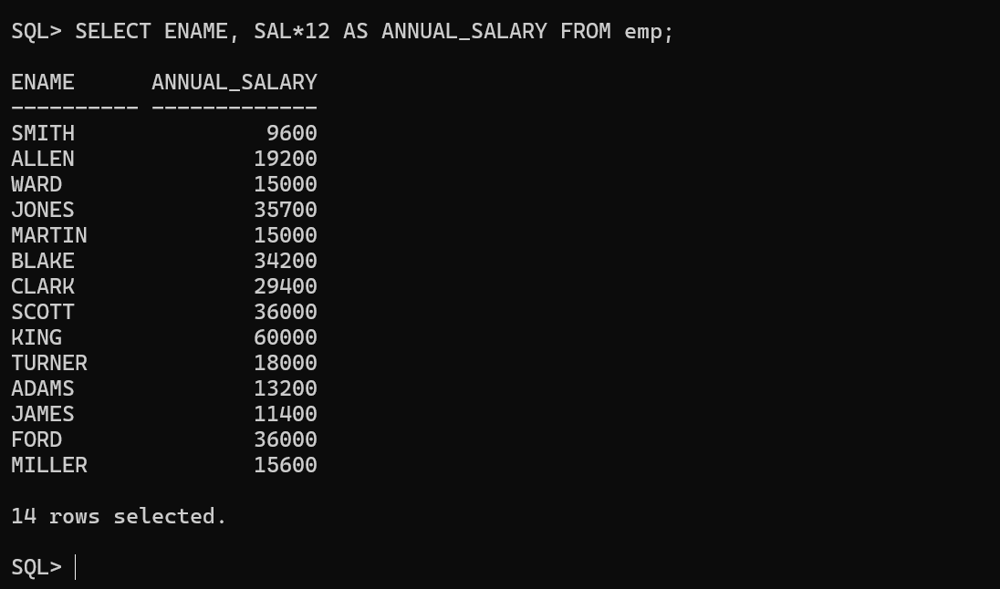 SQL> SELECT ENAME, SAL*12 AS ANNUAL_SALARY FROM emp;
ENAME      ANNUAL_SALARY
---------- -------------
SMITH               9600
ALLEN              19200
WARD               15000
JONES              35700
MARTIN             15000
BLAKE              34200
CLARK              29400
SCOTT              36000
KING               60000
TURNER             18000
ADAMS              13200
JAMES              11400
FORD               36000
MILLER             15600
14 rows selected.
SQL>